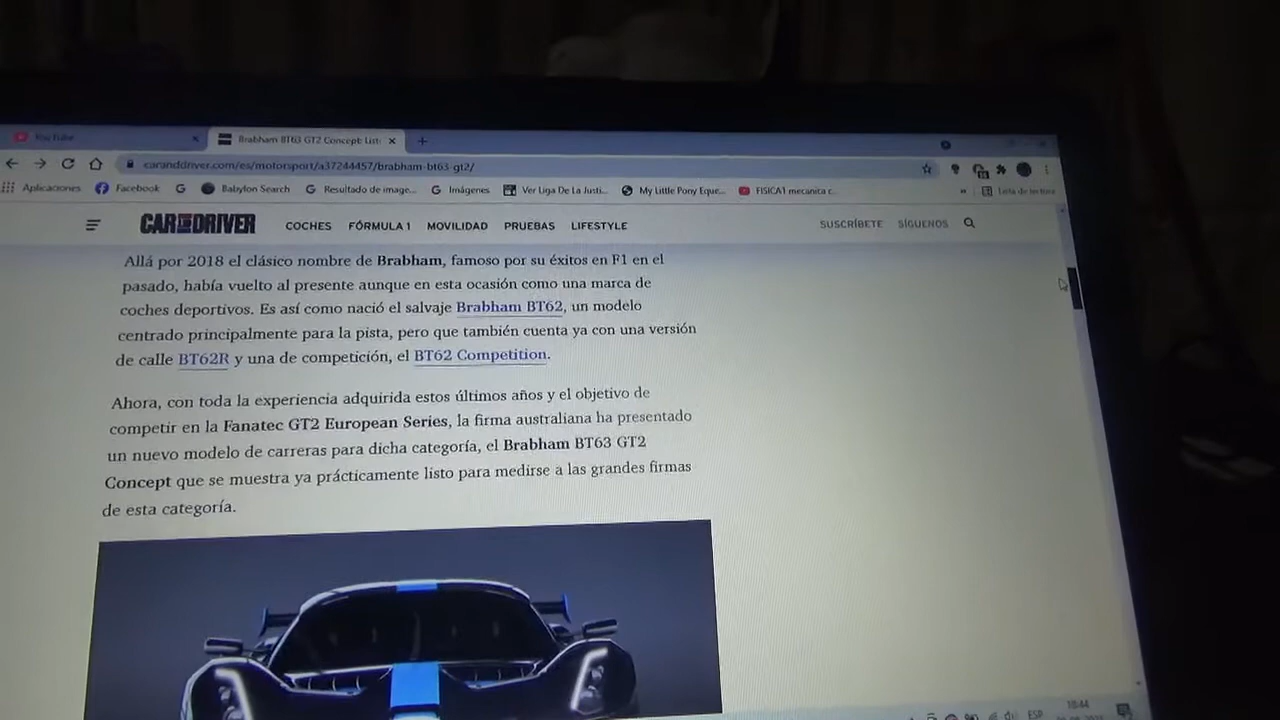 YouTube
Brabham BT63 GT2 Concept: List
caranddriver.com/es/motorsport/a37244457/brabham-bt63-gt2/
Aplicaciones Facebook Babylon Search Resultado de image... Imágenes Ver Liga De La Justi... My Little Pony Eque... FISICA1 mecanica c... » Lista de lectura
CAR AND DRIVER COCHES FÓRMULA 1 MOVILIDAD PRUEBAS LIFESTYLE SUSCRÍBETE SÍGUENOS
Allá por 2018 el clásico nombre de Brabham, famoso por su éxitos en F1 en el
pasado, había vuelto al presente aunque en esta ocasión como una marca de
coches deportivos. Es así como nació el salvaje Brabham BT62, un modelo
centrado principalmente para la pista, pero que también cuenta ya con una versión
de calle BT62R y una de competición, el BT62 Competition.
Ahora, con toda la experiencia adquirida estos últimos años y el objetivo de
competir en la Fanatec GT2 European Series, la firma australiana ha presentado
un nuevo modelo de carreras para dicha categoría, el Brabham BT63 GT2
Concept que se muestra ya prácticamente listo para medirse a las grandes firmas
de esta categoría.
ESP
18:44